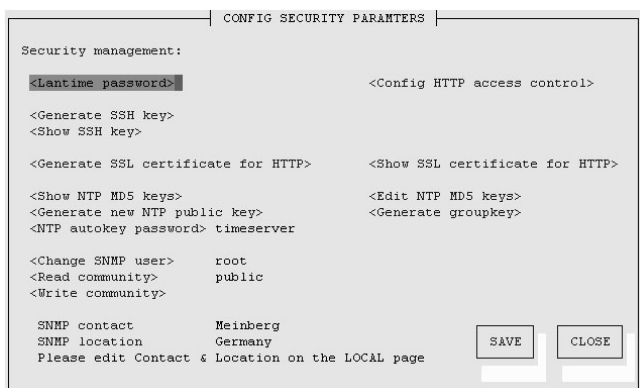 CONFIG SECURITY PARAMTERS
Security management:
<Lantime password> <Config HTTP access control>
<Generate SSH key>
<Show SSH key>
<Generate SSL certificate for HTTP> <Show SSL certificate for HTTP>
<Show NTP MD5 keys> <Edit NTP MD5 keys>
<Generate new NTP public key> <Generate groupkey>
<NTP autokey password> timeserver
<Change SNMP user> root
<Read community> public
<Write community>
SNMP contact Meinberg
SNMP location Germany
Please edit Contact & Location on the LOCAL page
SAVE CLOSE